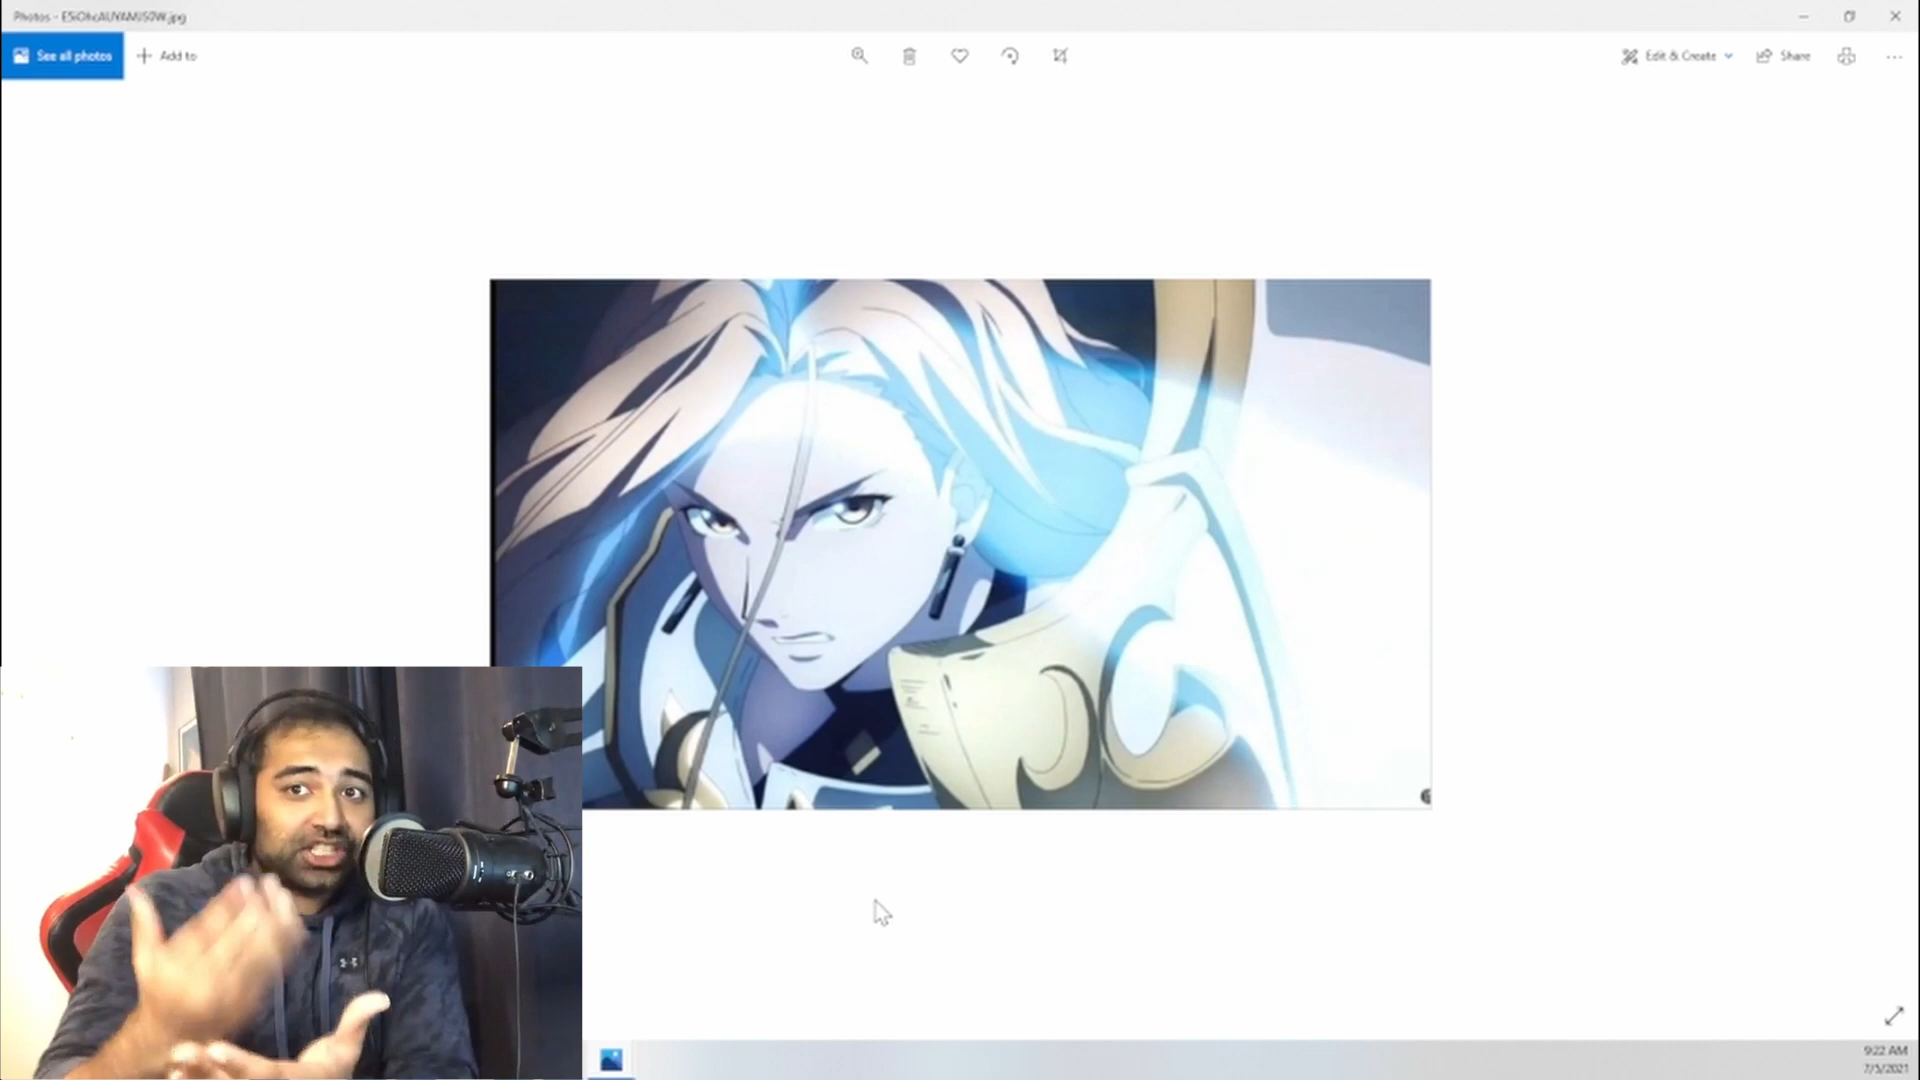 See all photos
Add to
Edit & Create
Share
9:22 AM
7/5/2021